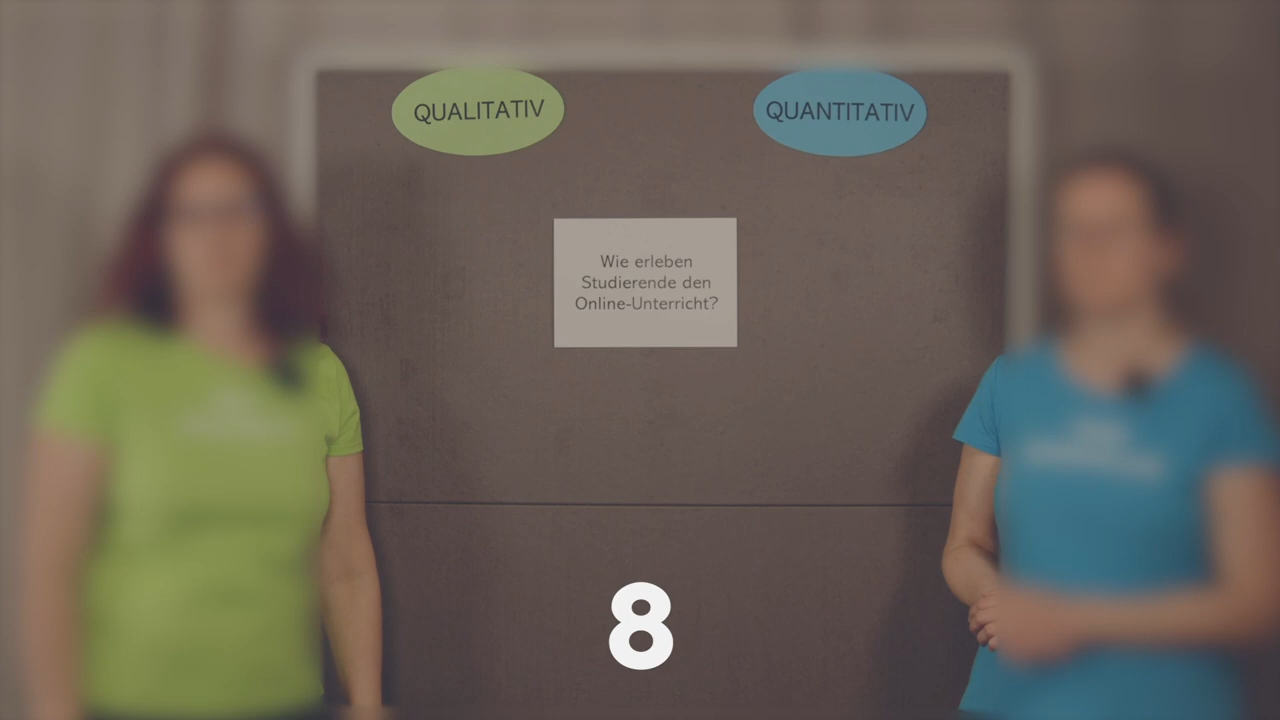 QUALITATIV
QUANTITATIV
Wie erleben
Studierende den
Online-Unterricht?
8